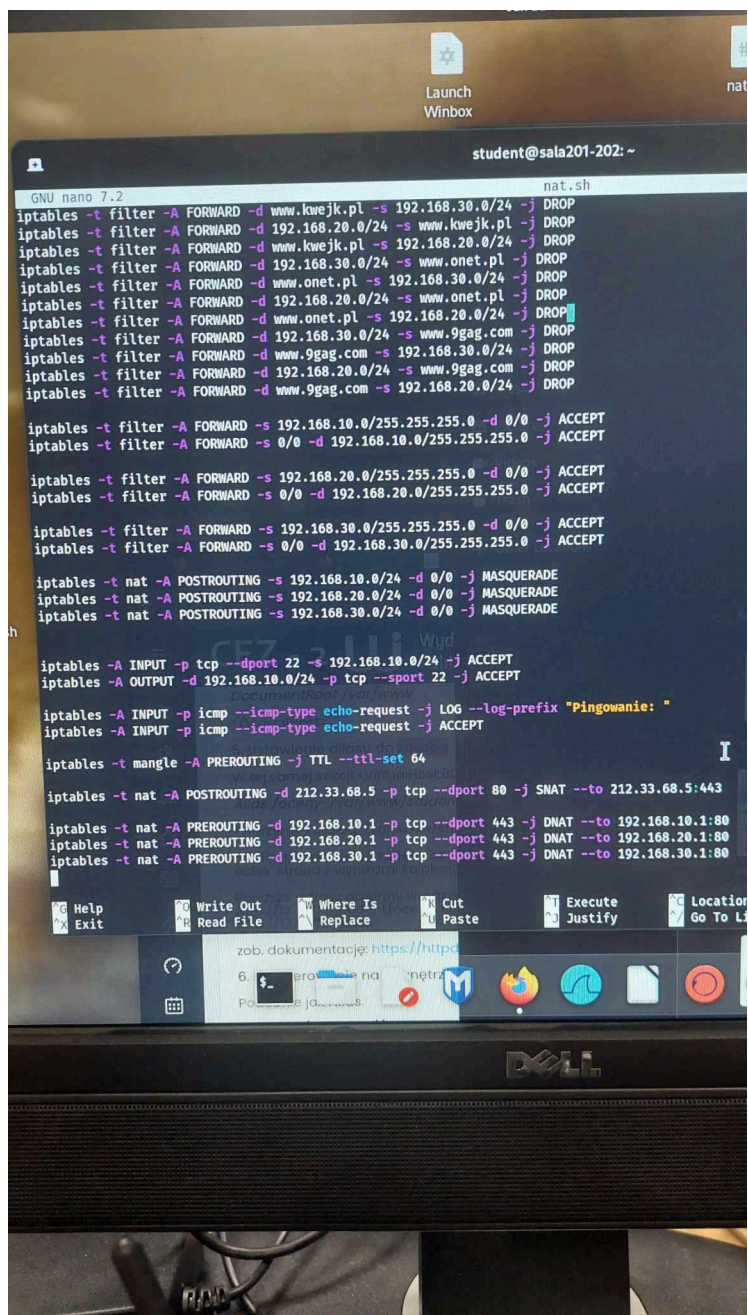 Launch
Winbox
nat
student@sala201-202: ~
GNU nano 7.2
nat.sh
iptables -t filter -A FORWARD -d www.kwejk.pl -s 192.168.30.0/24 -j DROP
iptables -t filter -A FORWARD -d 192.168.20.0/24 -s www.kwejk.pl -j DROP
iptables -t filter -A FORWARD -d www.kwejk.pl -s 192.168.20.0/24 -j DROP
iptables -t filter -A FORWARD -d 192.168.30.0/24 -s www.onet.pl -j DROP
iptables -t filter -A FORWARD -d www.onet.pl -s 192.168.30.0/24 -j DROP
iptables -t filter -A FORWARD -d 192.168.20.0/24 -s www.onet.pl -j DROP
iptables -t filter -A FORWARD -d www.onet.pl -s 192.168.20.0/24 -j DROP
iptables -t filter -A FORWARD -d 192.168.30.0/24 -s www.9gag.com -j DROP
iptables -t filter -A FORWARD -d www.9gag.com -s 192.168.30.0/24 -j DROP
iptables -t filter -A FORWARD -d 192.168.20.0/24 -s www.9gag.com -j DROP
iptables -t filter -A FORWARD -d www.9gag.com -s 192.168.20.0/24 -j DROP
iptables -t filter -A FORWARD -s 192.168.10.0/255.255.255.0 -d 0/0 -j ACCEPT
iptables -t filter -A FORWARD -s 0/0 -d 192.168.10.0/255.255.255.0 -j ACCEPT
iptables -t filter -A FORWARD -s 192.168.20.0/255.255.255.0 -d 0/0 -j ACCEPT
iptables -t filter -A FORWARD -s 0/0 -d 192.168.20.0/255.255.255.0 -j ACCEPT
iptables -t filter -A FORWARD -s 192.168.30.0/255.255.255.0 -d 0/0 -j ACCEPT
iptables -t filter -A FORWARD -s 0/0 -d 192.168.30.0/255.255.255.0 -j ACCEPT
iptables -t nat -A POSTROUTING -s 192.168.10.0/24 -d 0/0 -j MASQUERADE
iptables -t nat -A POSTROUTING -s 192.168.20.0/24 -d 0/0 -j MASQUERADE
iptables -t nat -A POSTROUTING -s 192.168.30.0/24 -d 0/0 -j MASQUERADE
iptables -A INPUT -p tcp --dport 22 -s 192.168.10.0/24 -j ACCEPT
iptables -A OUTPUT -d 192.168.10.0/24 -p tcp --sport 22 -j ACCEPT
DocumentRoot /var/www
iptables -A INPUT -p icmp --icmp-type echo-request -j LOG --log-prefix "Pingowanie: "
iptables -A INPUT -p icmp --icmp-type echo-request -j ACCEPT
iptables -t mangle -A PREROUTING -j TTL --ttl-set 64
iptables -t nat -A POSTROUTING -d 212.33.68.5 -p tcp --dport 80 -j SNAT --to 212.33.68.5:443
iptables -t nat -A PREROUTING -d 192.168.10.1 -p tcp --dport 443 -j DNAT --to 192.168.10.1:80
iptables -t nat -A PREROUTING -d 192.168.20.1 -p tcp --dport 443 -j DNAT --to 192.168.20.1:80
iptables -t nat -A PREROUTING -d 192.168.30.1 -p tcp --dport 443 -j DNAT --to 192.168.30.1:80
^G Help ^O Write Out ^W Where Is ^K Cut ^T Execute ^C Location
^X Exit ^R Read File ^\ Replace ^U Paste ^J Justify ^/ Go To Li
zob. dokumentację: https://httpd
6.
DELL